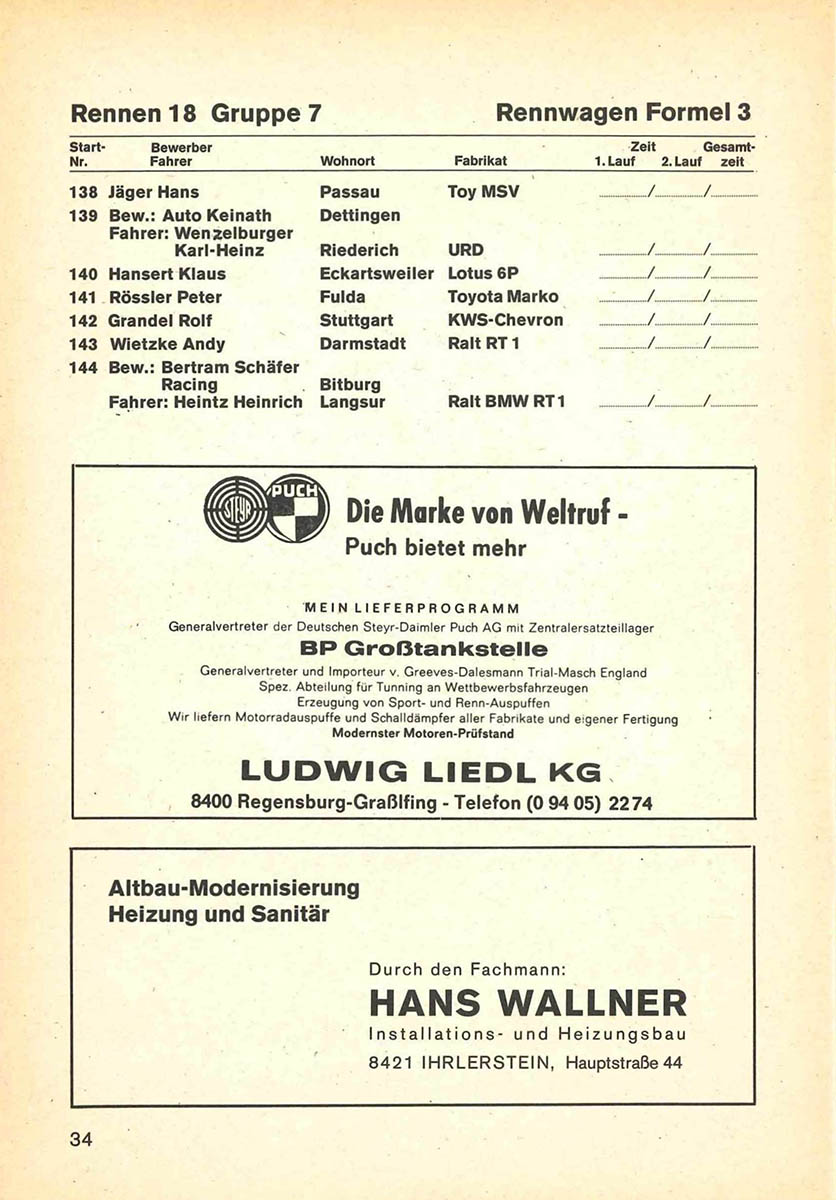 Rennen 18 Gruppe 7 Rennwagen Formel 3
Start- Bewerber Zeit Gesamt-
Nr. Fahrer Wohnort Fabrikat 1. Lauf 2. Lauf zeit
138 Jäger Hans Passau Toy MSV ........../........../..........
139 Bew.: Auto Keinath Dettingen
Fahrer: Wenzelburger
Karl-Heinz Riederich URD ........../........../..........
140 Hansert Klaus Eckartsweiler Lotus 6P ........../........../..........
141 Rössler Peter Fulda Toyota Marko ........../........../..........
142 Grandel Rolf Stuttgart KWS-Chevron ........../........../..........
143 Wietzke Andy Darmstadt Ralt RT 1 ........../........../..........
144 Bew.: Bertram Schäfer
Racing Bitburg
Fahrer: Heintz Heinrich Langsur Ralt BMW RT 1 ........../........../..........
STEYR PUCH
Die Marke von Weltruf -
Puch bietet mehr
MEIN LIEFERPROGRAMM
Generalvertreter der Deutschen Steyr-Daimler Puch AG mit Zentralersatzteillager
BP Großtankstelle
Generalvertreter und Importeur v. Greeves-Dalesmann Trial-Masch England
Spez. Abteilung für Tunning an Wettbewerbsfahrzeugen
Erzeugung von Sport- und Renn-Auspuffen
Wir liefern Motorradauspuffe und Schalldämpfer aller Fabrikate und eigener Fertigung
Modernster Motoren-Prüfstand
LUDWIG LIEDL KG
8400 Regensburg-Graßlfing - Telefon (0 94 05) 22 74
Altbau-Modernisierung
Heizung und Sanitär
Durch den Fachmann:
HANS WALLNER
Installations- und Heizungsbau
8421 IHRLERSTEIN, Hauptstraße 44
34